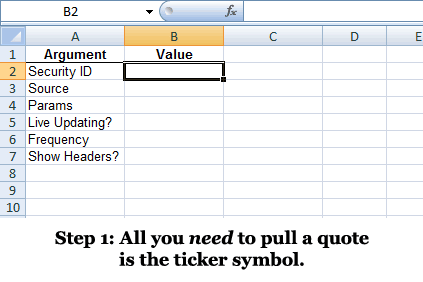 B2 fx
A B C D E
1 Argument Value
2 Security ID
3 Source
4 Params
5 Live Updating?
6 Frequency
7 Show Headers?
8
9
10
Step 1: All you need to pull a quote
is the ticker symbol.